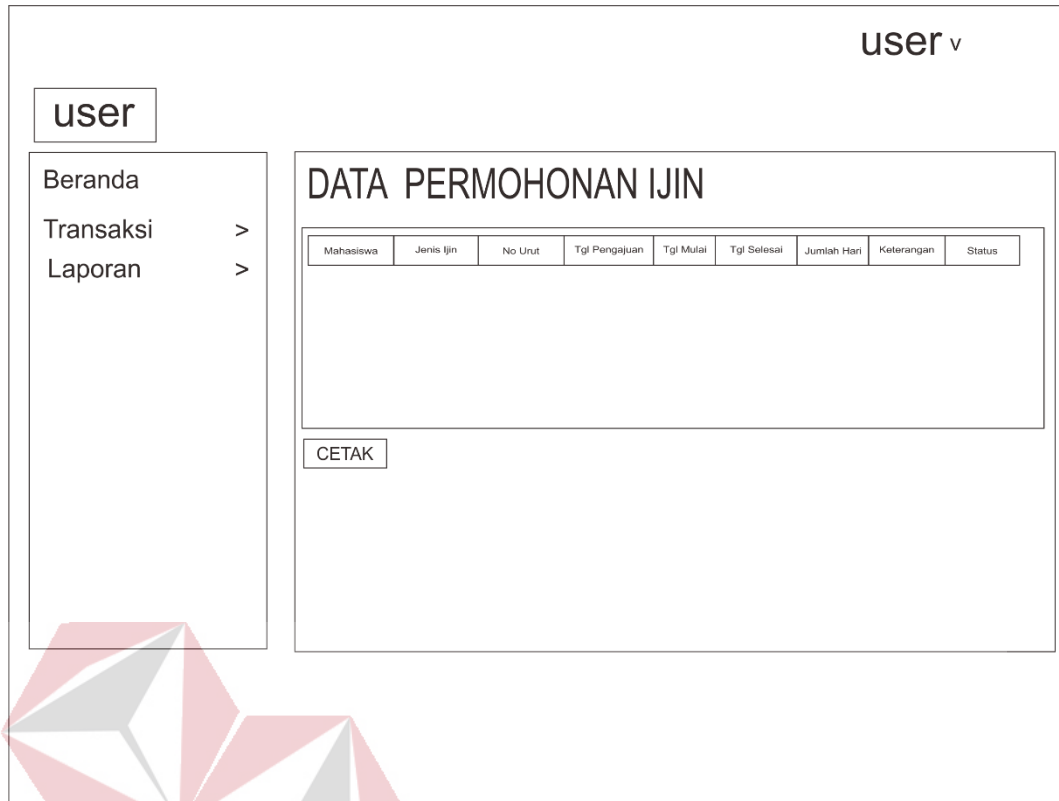 user v
user
Beranda
Transaksi >
Laporan >
DATA PERMOHONAN IJIN
Mahasiswa Jenis Ijin No Urut Tgl Pengajuan Tgl Mulai Tgl Selesai Jumlah Hari Keterangan Status
CETAK